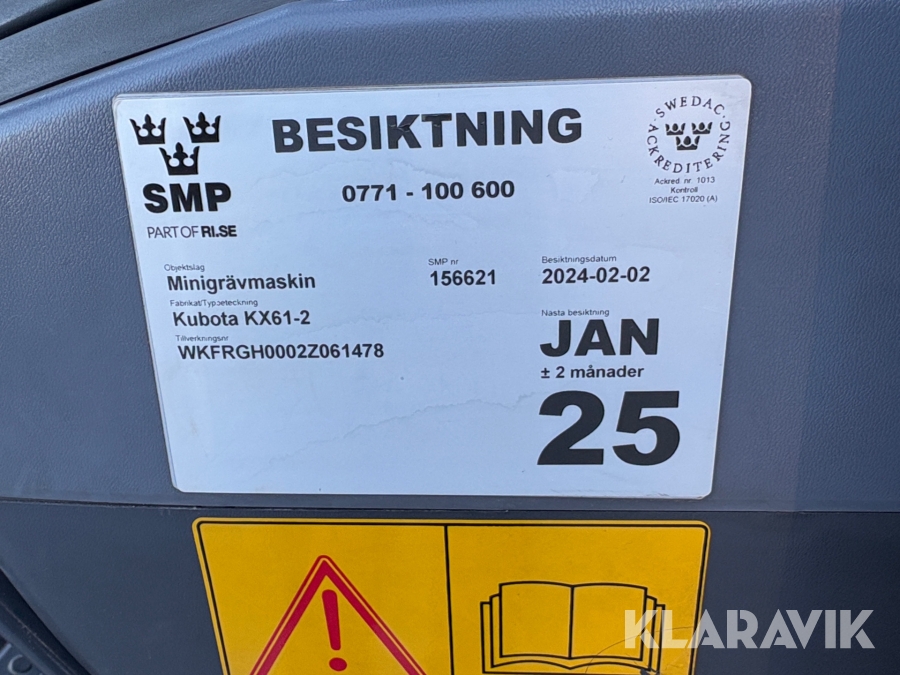 BESIKTNING
SMP
PART OF RI.SE
0771 - 100 600
SWEDAC
ACKREDITERING
Ackred. nr. 1013
Kontroll
ISO/IEC 17020 (A)
Objektslag
Minigrävmaskin
SMP nr
156621
Besiktningsdatum
2024-02-02
Fabrikat/Typbeteckning
Kubota KX61-2
Tillverkningsnr
WKFRGH0002Z061478
Nästa besiktning
JAN
± 2 månader
25
KLARAVIK